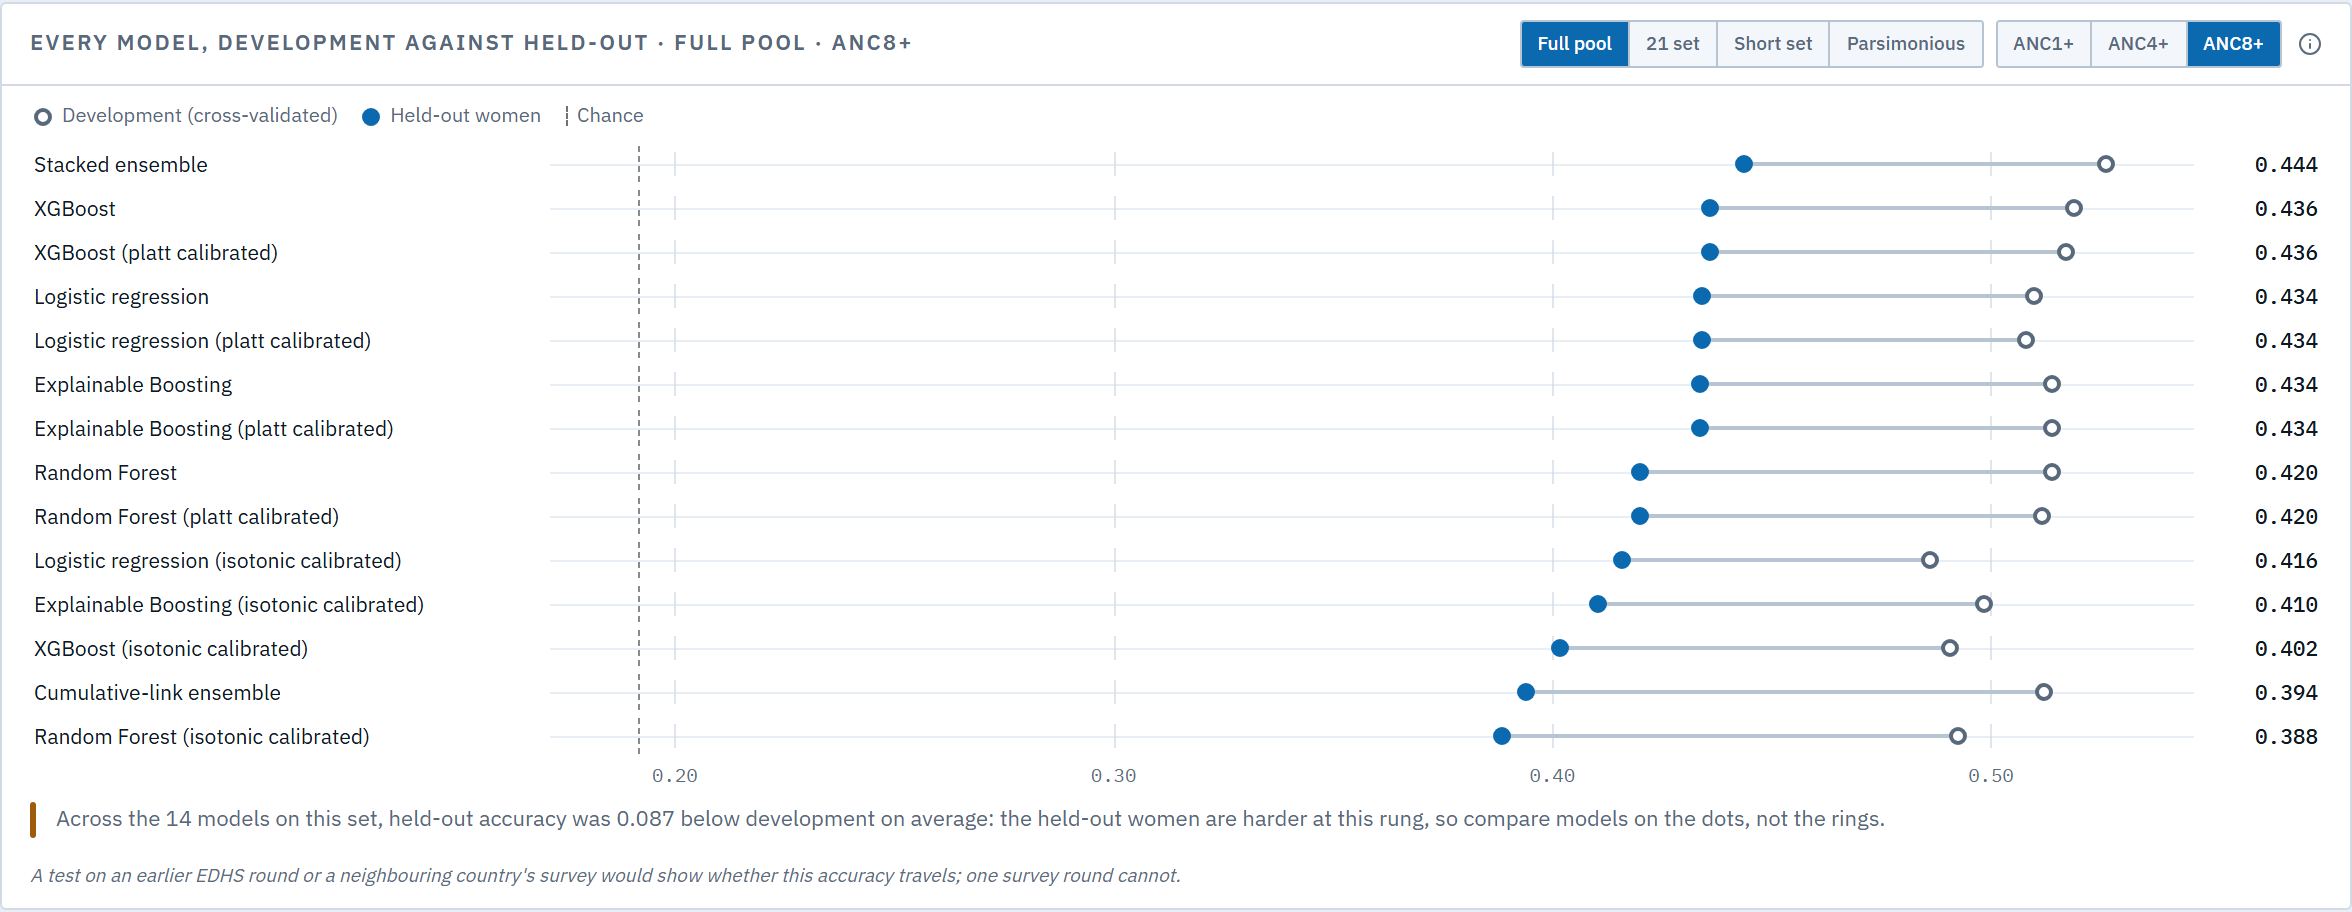 EVERY MODEL, DEVELOPMENT AGAINST HELD-OUT · FULL POOL · ANC8+
Full pool 21 set Short set Parsimonious ANC1+ ANC4+ ANC8+
Development (cross-validated) Held-out women Chance
Stacked ensemble 0.444
XGBoost 0.436
XGBoost (platt calibrated) 0.436
Logistic regression 0.434
Logistic regression (platt calibrated) 0.434
Explainable Boosting 0.434
Explainable Boosting (platt calibrated) 0.434
Random Forest 0.420
Random Forest (platt calibrated) 0.420
Logistic regression (isotonic calibrated) 0.416
Explainable Boosting (isotonic calibrated) 0.410
XGBoost (isotonic calibrated) 0.402
Cumulative-link ensemble 0.394
Random Forest (isotonic calibrated) 0.388
0.20 0.30 0.40 0.50
Across the 14 models on this set, held-out accuracy was 0.087 below development on average: the held-out women are harder at this rung, so compare models on the dots, not the rings.
A test on an earlier EDHS round or a neighbouring country's survey would show whether this accuracy travels; one survey round cannot.